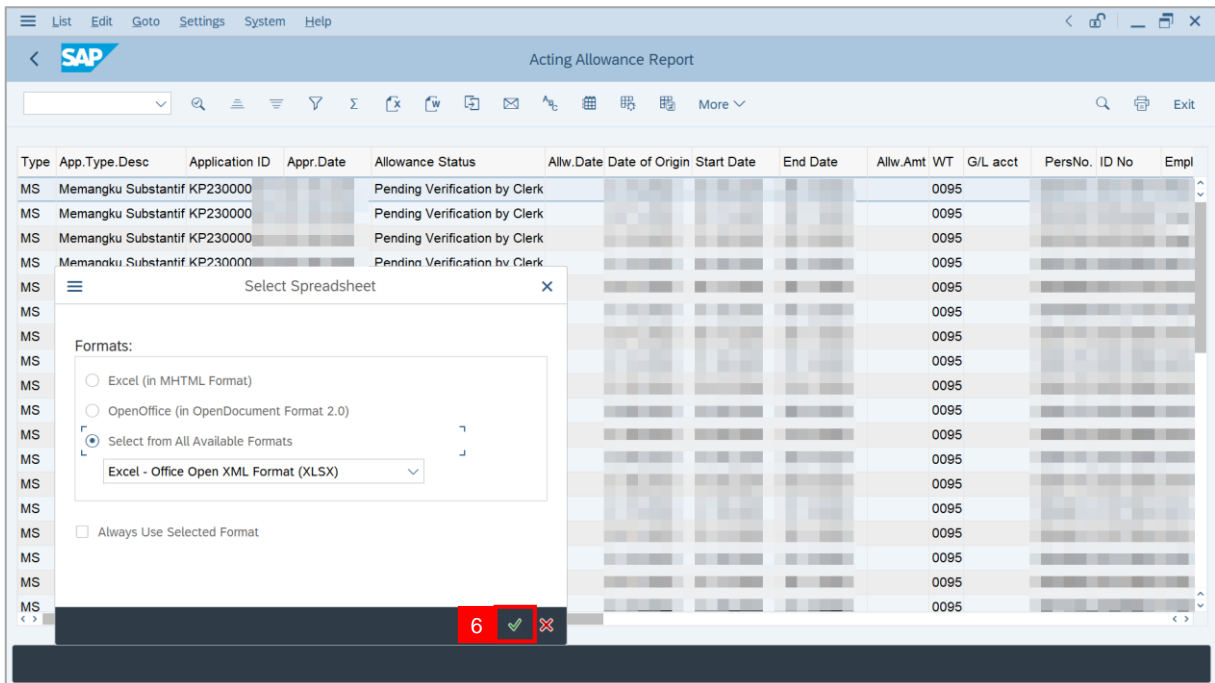 List Edit Goto Settings System Help
SAP Acting Allowance Report
More Exit
Type App.Type.Desc Application ID Appr.Date Allowance Status Allw.Date Date of Origin Start Date End Date Allw.Amt WT G/L acct PersNo. ID No Empl
MS Memangku Substantif KP230000 Pending Verification by Clerk 0095
MS Memangku Substantif KP230000 Pending Verification by Clerk 0095
MS Memangku Substantif KP230000 Pending Verification by Clerk 0095
MS Memangku Substantif KP230000 Pending Verification by Clerk 0095
MS Select Spreadsheet 0095
MS 0095
MS Formats: 0095
MS 0095
MS Excel (in MHTML Format) 0095
MS OpenOffice (in OpenDocument Format 2.0) 0095
MS Select from All Available Formats 0095
MS 0095
Excel - Office Open XML Format (XLSX)
MS 0095
MS 0095
MS Always Use Selected Format 0095
MS 0095
MS 0095
MS 0095
6